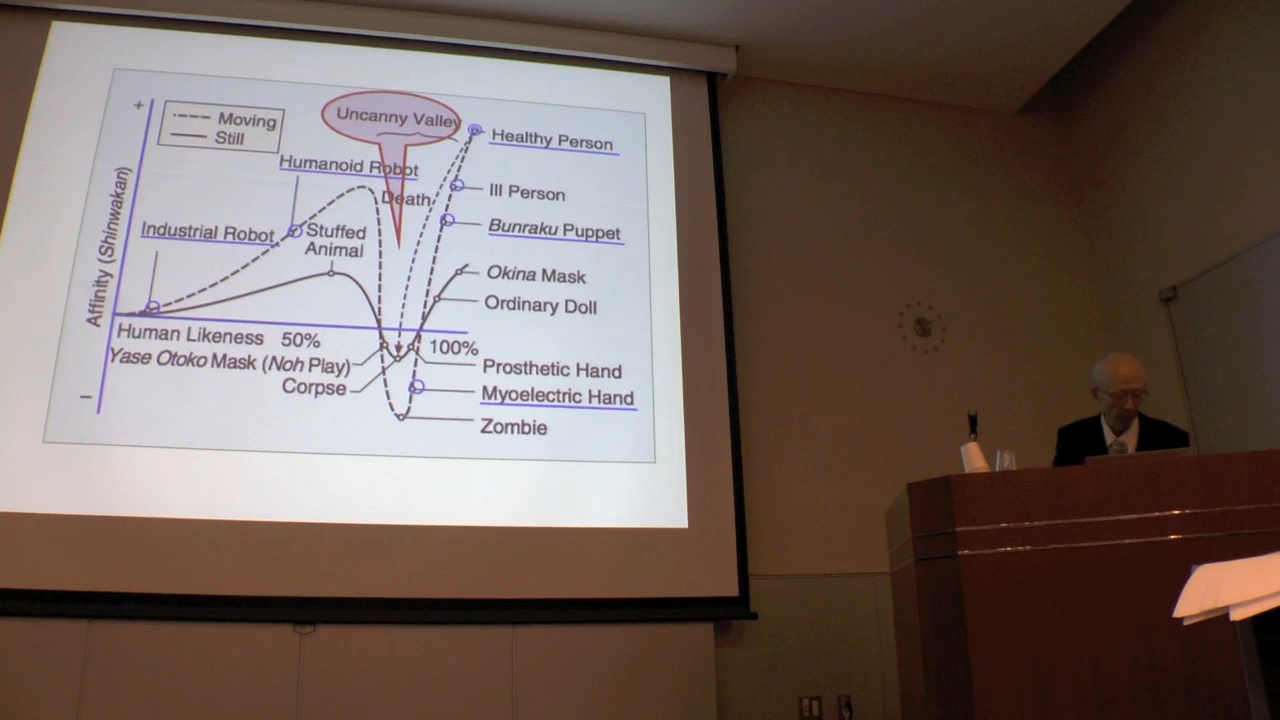 +
Moving
Still
Uncanny Valley
Healthy Person
Humanoid Robot
Death
Ill Person
Industrial Robot
Stuffed
Animal
Bunraku Puppet
Affinity (Shinwakan)
Okina Mask
Ordinary Doll
Human Likeness 50%
100%
Yase Otoko Mask (Noh Play)
Prosthetic Hand
Corpse
Myoelectric Hand
−
Zombie